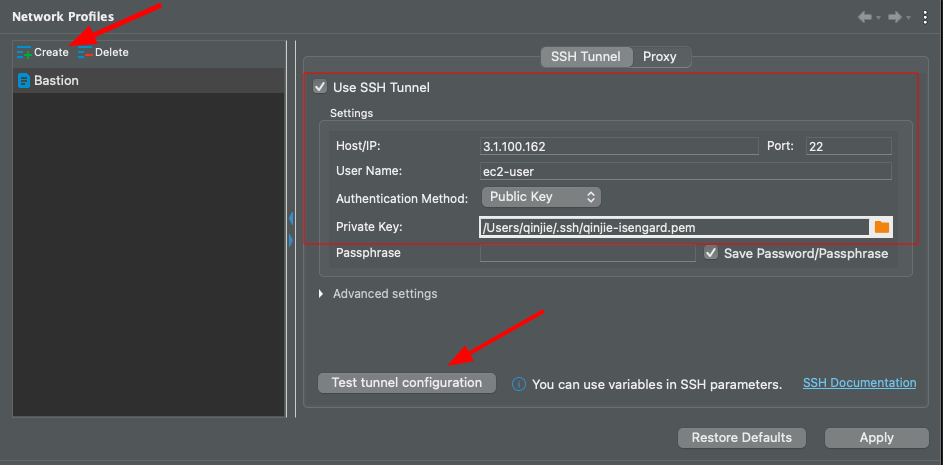 Network Profiles
Create Delete
Bastion
SSH Tunnel Proxy
Use SSH Tunnel
Settings
Host/IP: 3.1.100.162 Port: 22
User Name: ec2-user
Authentication Method: Public Key
Private Key: /Users/qinjie/.ssh/qinjie-isengard.pem
Passphrase Save Password/Passphrase
Advanced settings
Test tunnel configuration You can use variables in SSH parameters. SSH Documentation
Restore Defaults Apply